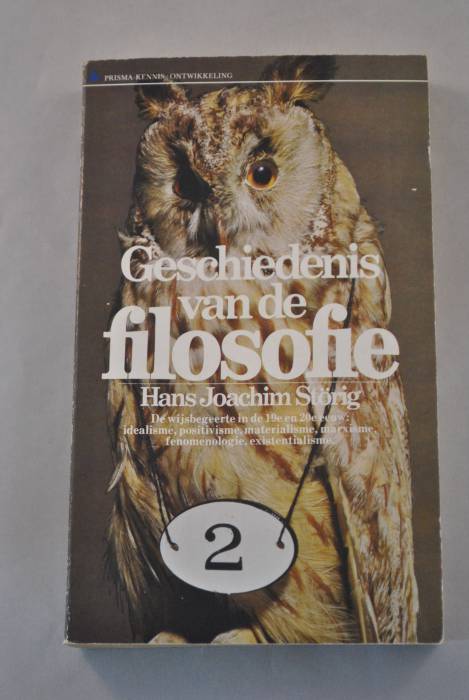 PRISMA-KENNIS/ONTWIKKELING
Geschiedenis
van de
filosofie
Hans Joachim Störig
De wijsbegeerte in de 19e en 20e eeuw:
idealisme, positivisme, materialisme, marxisme,
fenomenologie, existentialisme.
2